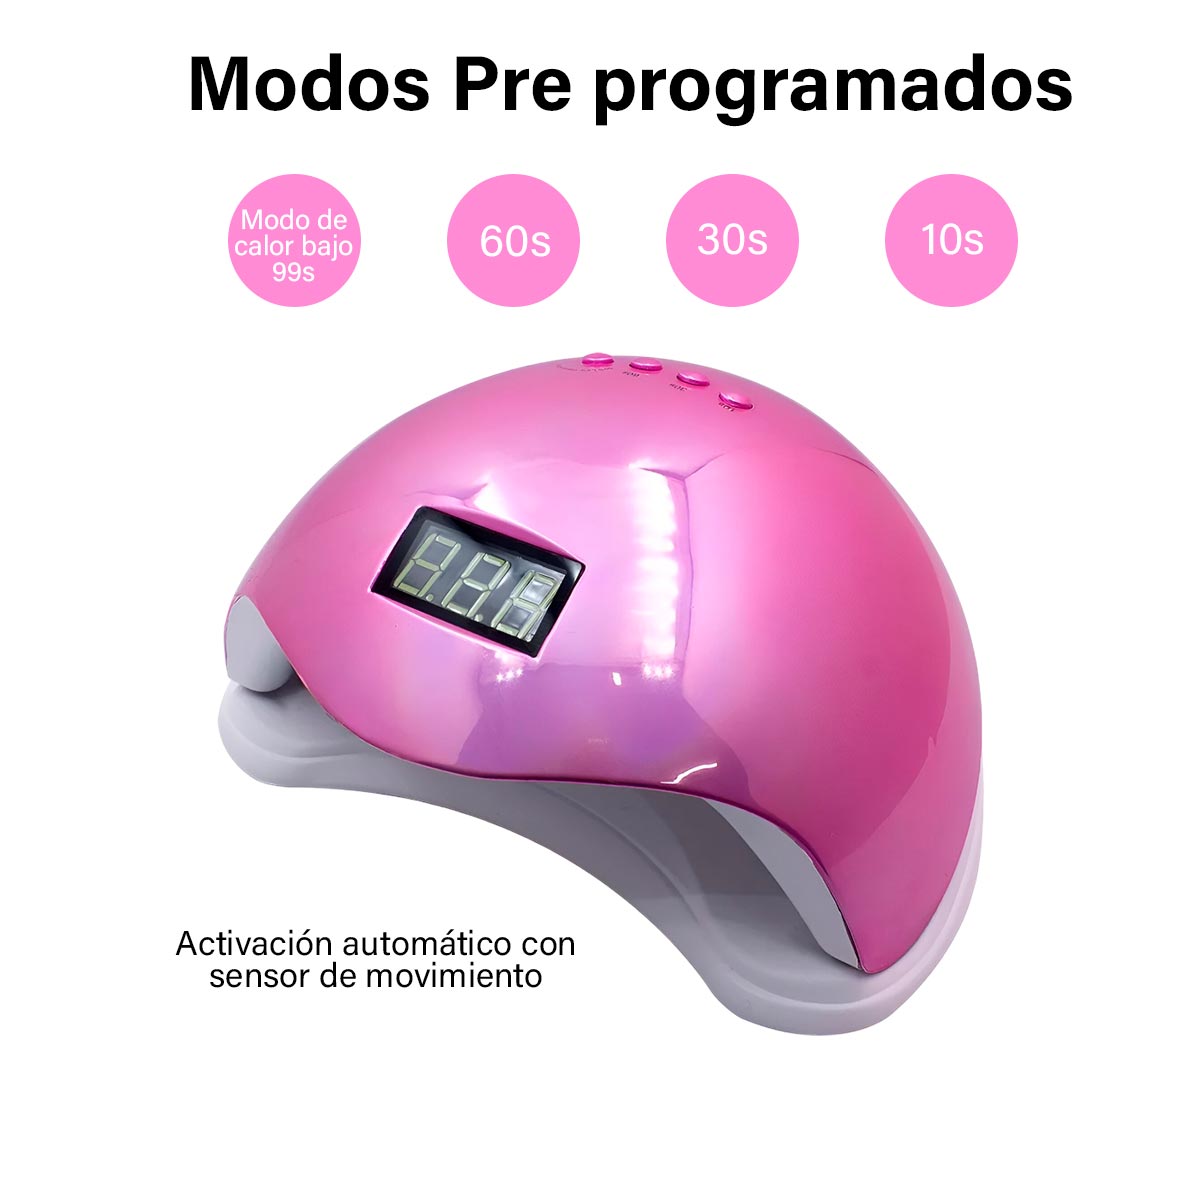 Modos Pre programados
Modo de
calor bajo
99s
60s
30s
10s
Activación automático con
sensor de movimiento